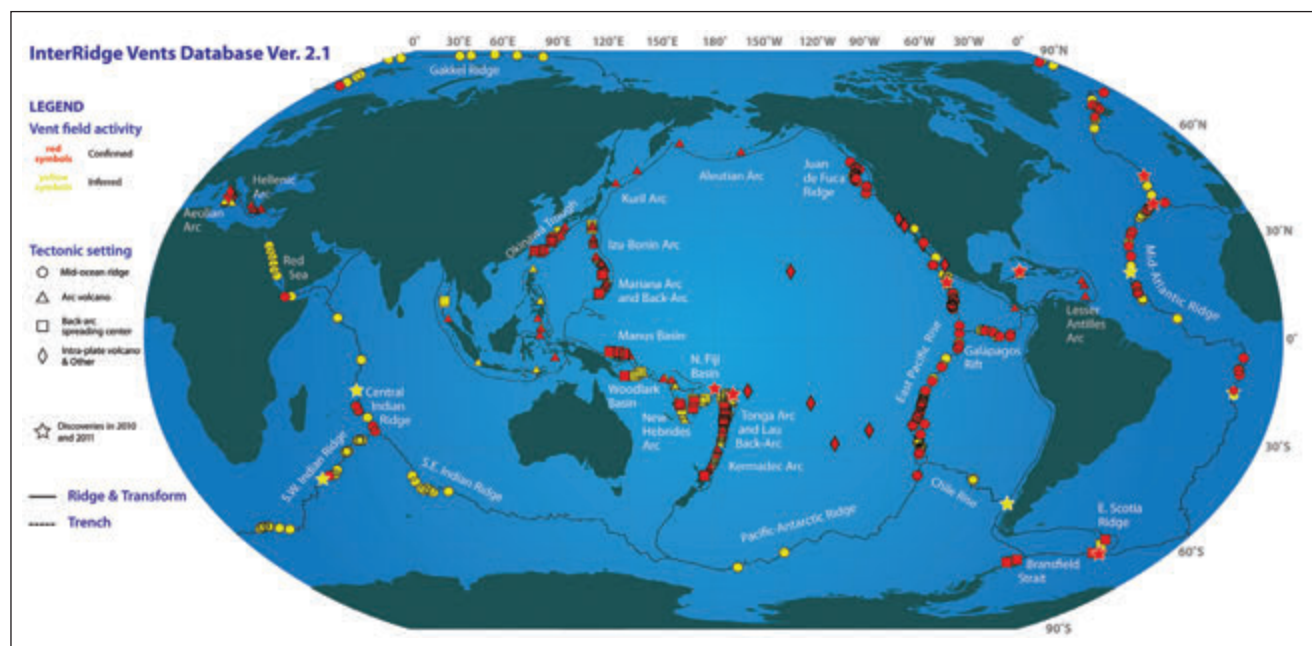 InterRidge Vents Database Ver. 2.1
0° 30°E 60°E 90°E 120°E 150°E 180° 150°W 120°W 90°W 60°W 30°W 0°
90°N
Gakkel Ridge
LEGEND
Vent field activity
red
symbols
Confirmed
yellow
symbols
Inferred
60°N
Hellenic
Arc
Aeolian
Arc
Aleutian Arc
Juan
de Fuca
Ridge
Kuril Arc
Okinawa Trough
30°N
Tectonic setting
Mid-ocean ridge
Arc volcano
Back-arc
spreading center
Intra-plate volcano
& Other
Red
Sea
Izu-Bonin Arc
Mariana Arc
and Back-Arc
Mid-Atlantic Ridge
Lesser
Antilles
Arc
Manus Basin
0°
East Pacific Rise
Galapagos
Rift
N. Fiji
Basin
Woodlark
Basin
Central
Indian
Ridge
New
Hebrides
Arc
Tonga Arc
and Lau
Back-Arc
Discoveries in 2010
and 2011
30°S
S.W. Indian Ridge
S.E. Indian Ridge
Kermadec Arc
Chile Rise
Ridge & Transform
Trench
Pacific-Antarctic Ridge
E. Scotia
Ridge
60°S
Bransfield
Strait
90°S